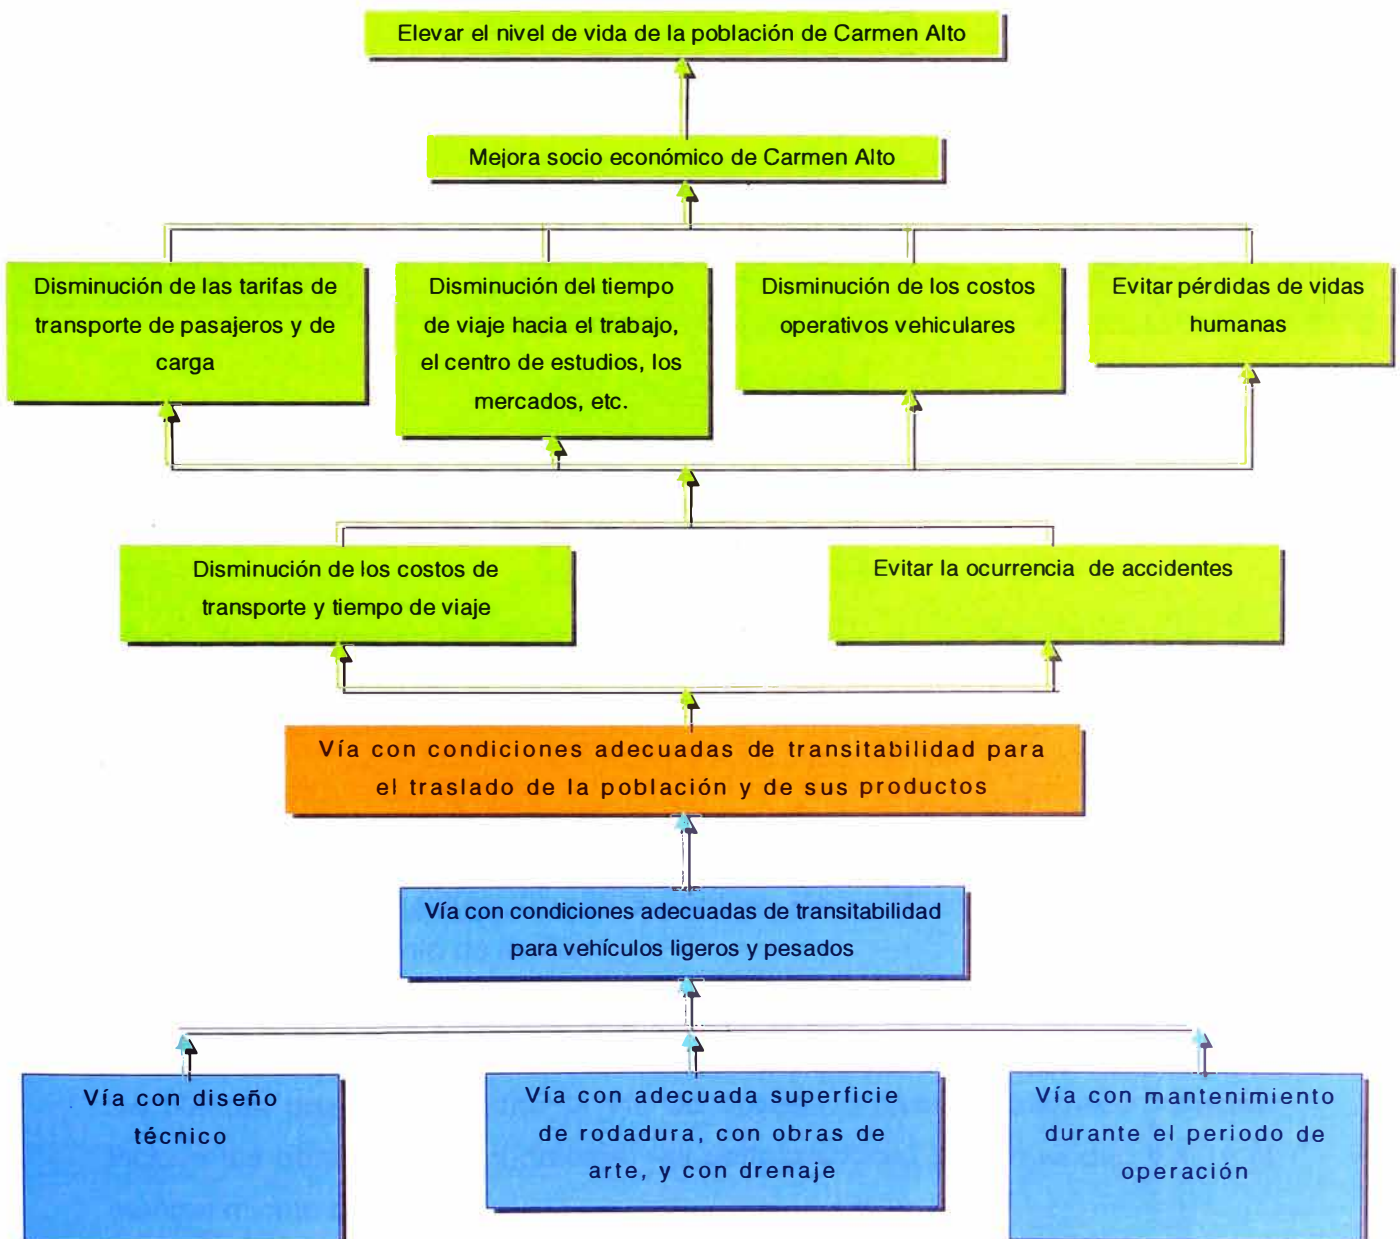 Elevar el nivel de vida de la población de Carmen Alto
Mejora socio económico de Carmen Alto
Disminución de las tarifas de
transporte de pasajeros y de
carga
Disminución del tiempo
de viaje hacia el trabajo,
el centro de estudios, los
mercados, etc.
Disminución de los costos
operativos vehiculares
Evitar pérdidas de vidas
humanas
Disminución de los costos de
transporte y tiempo de viaje
Evitar la ocurrencia de accidentes
Vía con condiciones adecuadas de transitabilidad para
el traslado de la población y de sus productos
Vía con condiciones adecuadas de transitabilidad
para vehículos ligeros y pesados
Vía con diseño
técnico
Vía con adecuada superficie
de rodadura, con obras de
arte, y con drenaje
Vía con mantenimiento
durante el periodo de
operación